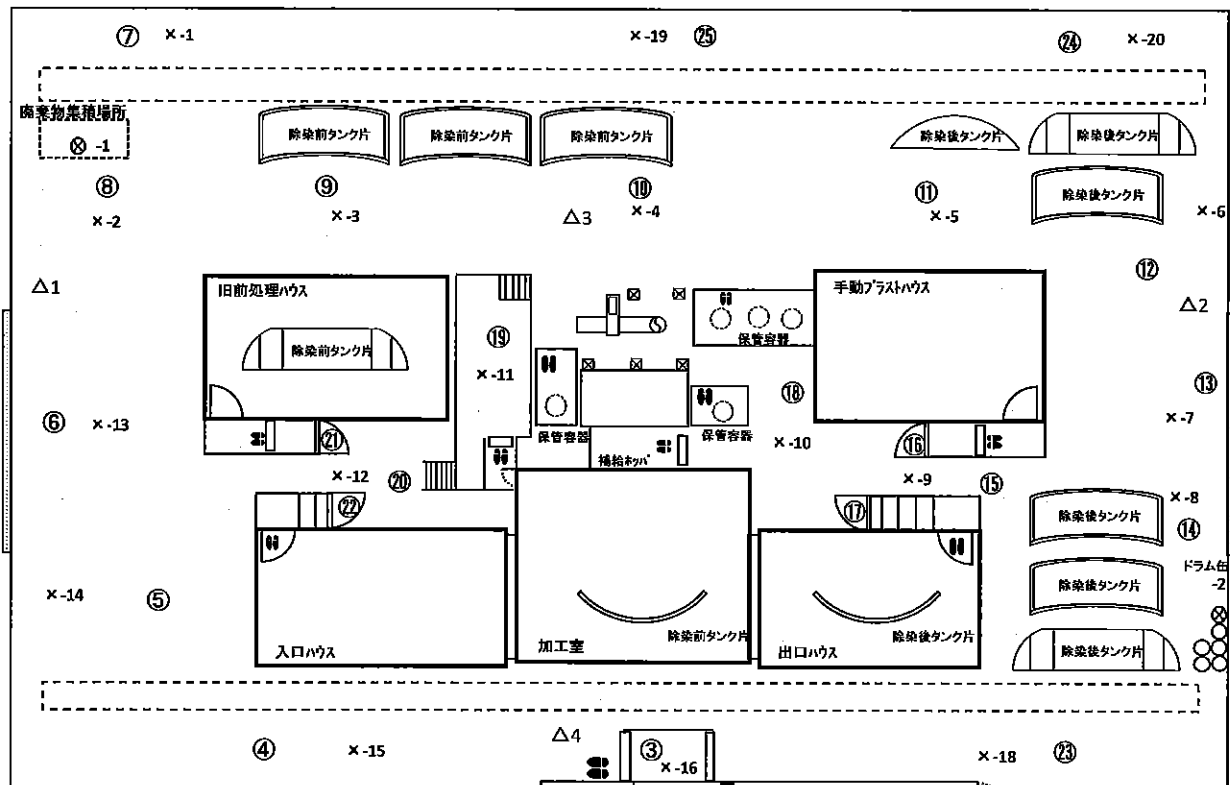 ⑦ ×-1 ×-19 ㉕ ㉔ ×-20
廃棄物集積場所
⊗ -1
除染前タンク片 除染前タンク片 除染前タンク片 除染後タンク片 除染後タンク片
⑧ ⑨ ⑩ ⑪ 除染後タンク片
×-2 ×-3 △3 ×-4 ×-5 ×-6
⑫
△1 旧前処理ハウス 手動ブラストハウス △2
⑲ 保管容器
除染前タンク片
×-11 ⑱ ⑬
⑥ ×-13 ㉑ 保管容器 保管容器 ×-10 ⑯ ×-7
補給ホッパ
×-12 ⑳ ×-9 ⑮
㉒ ⑰ 除染後タンク片 ×-8
⑭
ドラム缶
-2
×-14 ⑤ 除染後タンク片
入口ハウス 加工室 除染前タンク片 出口ハウス 除染後タンク片 除染後タンク片
④ ×-15 △4 ③ ×-16 ×-18 ㉓